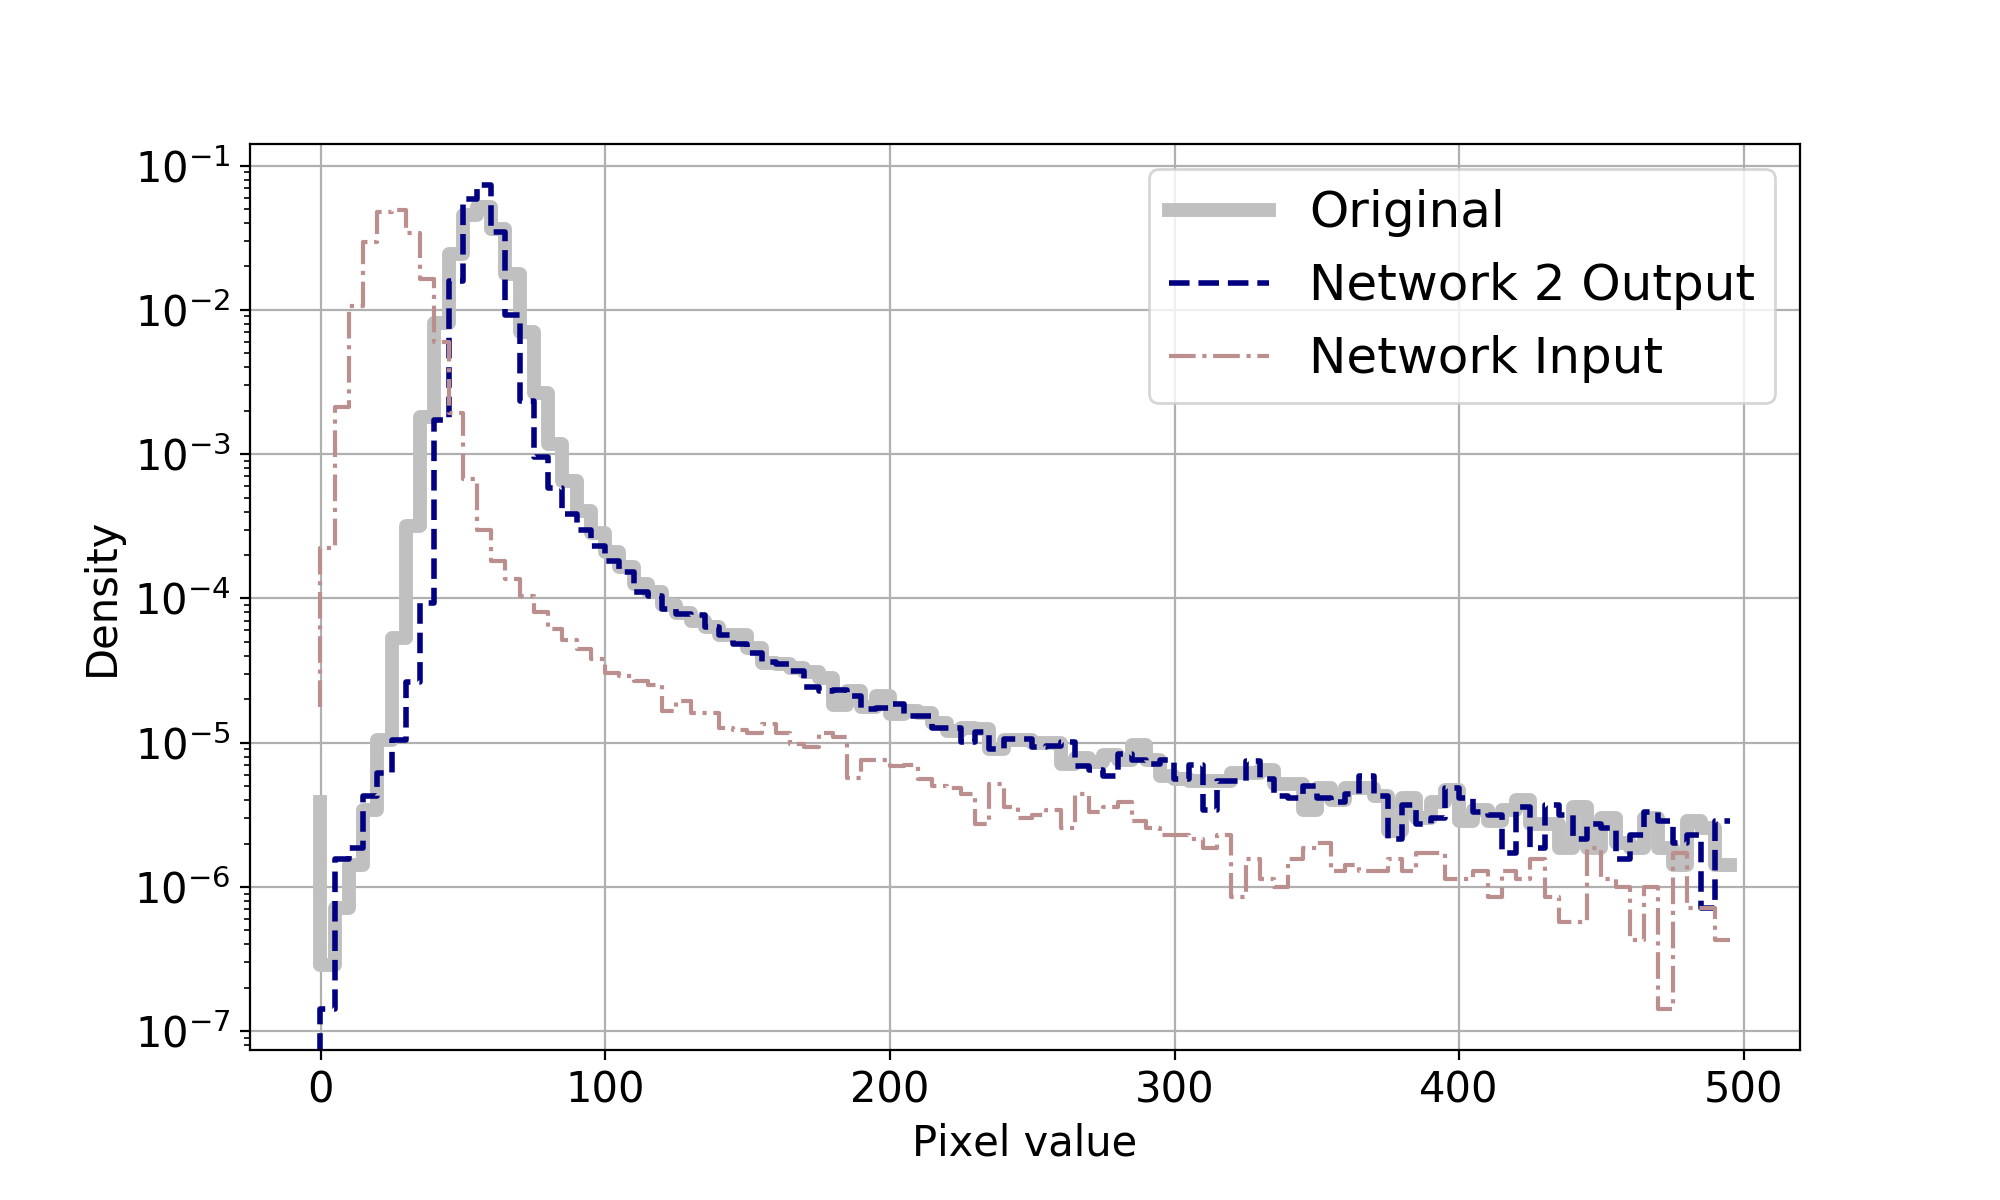 10⁻¹
10⁻²
10⁻³
10⁻⁴
10⁻⁵
10⁻⁶
10⁻⁷
Density
0 100 200 300 400 500
Pixel value
Original
Network 2 Output
Network Input